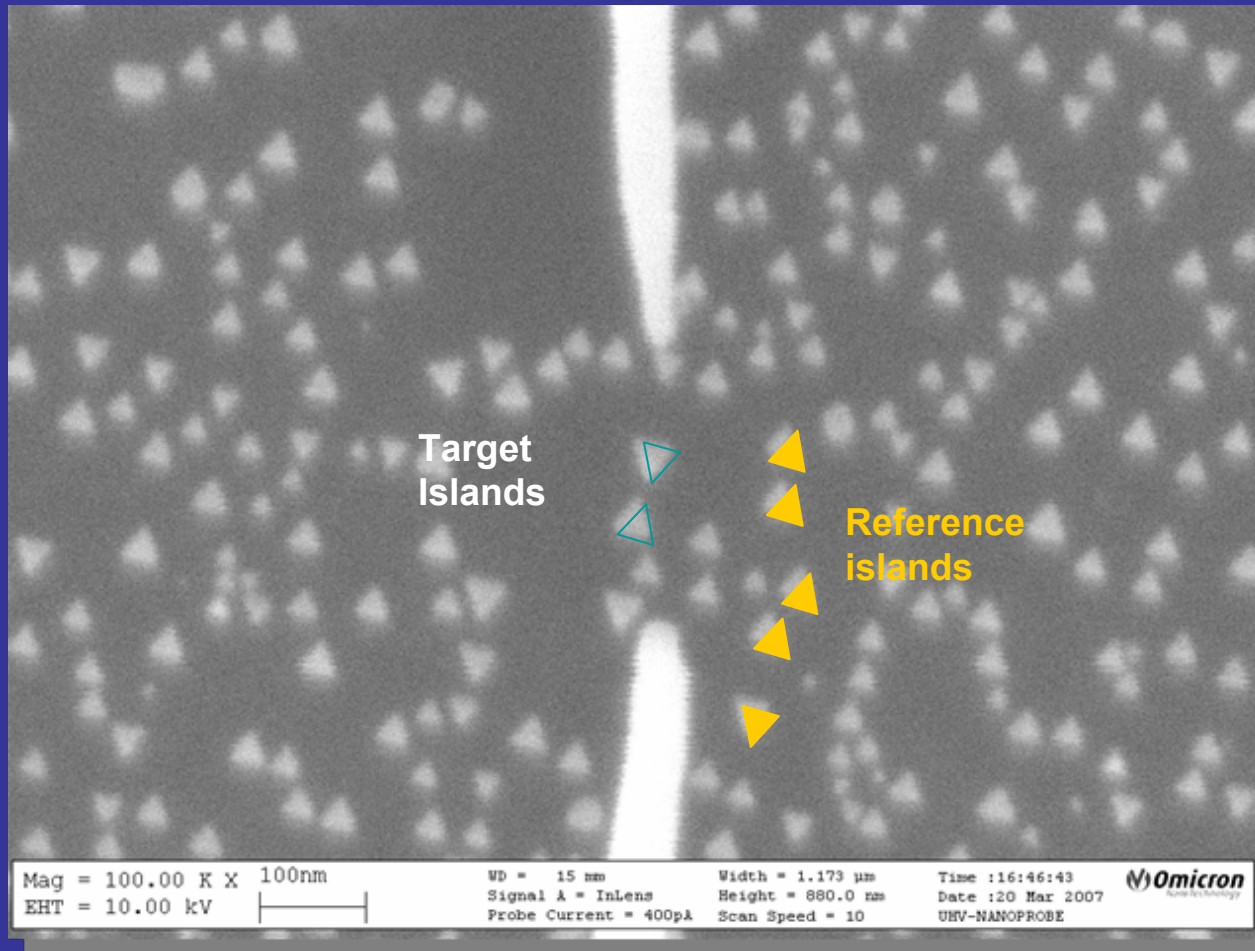 Target
Islands
Reference
islands
Mag = 100.00 K X
100nm
EHT = 10.00 kV
WD = 15 mm
Signal A = InLens
Probe Current = 400pA
Width = 1.173 µm
Height = 880.0 nm
Scan Speed = 10
Time :16:46:43
Date :20 Mar 2007
UHV-NANOPROBE
Omicron
NanoTechnology